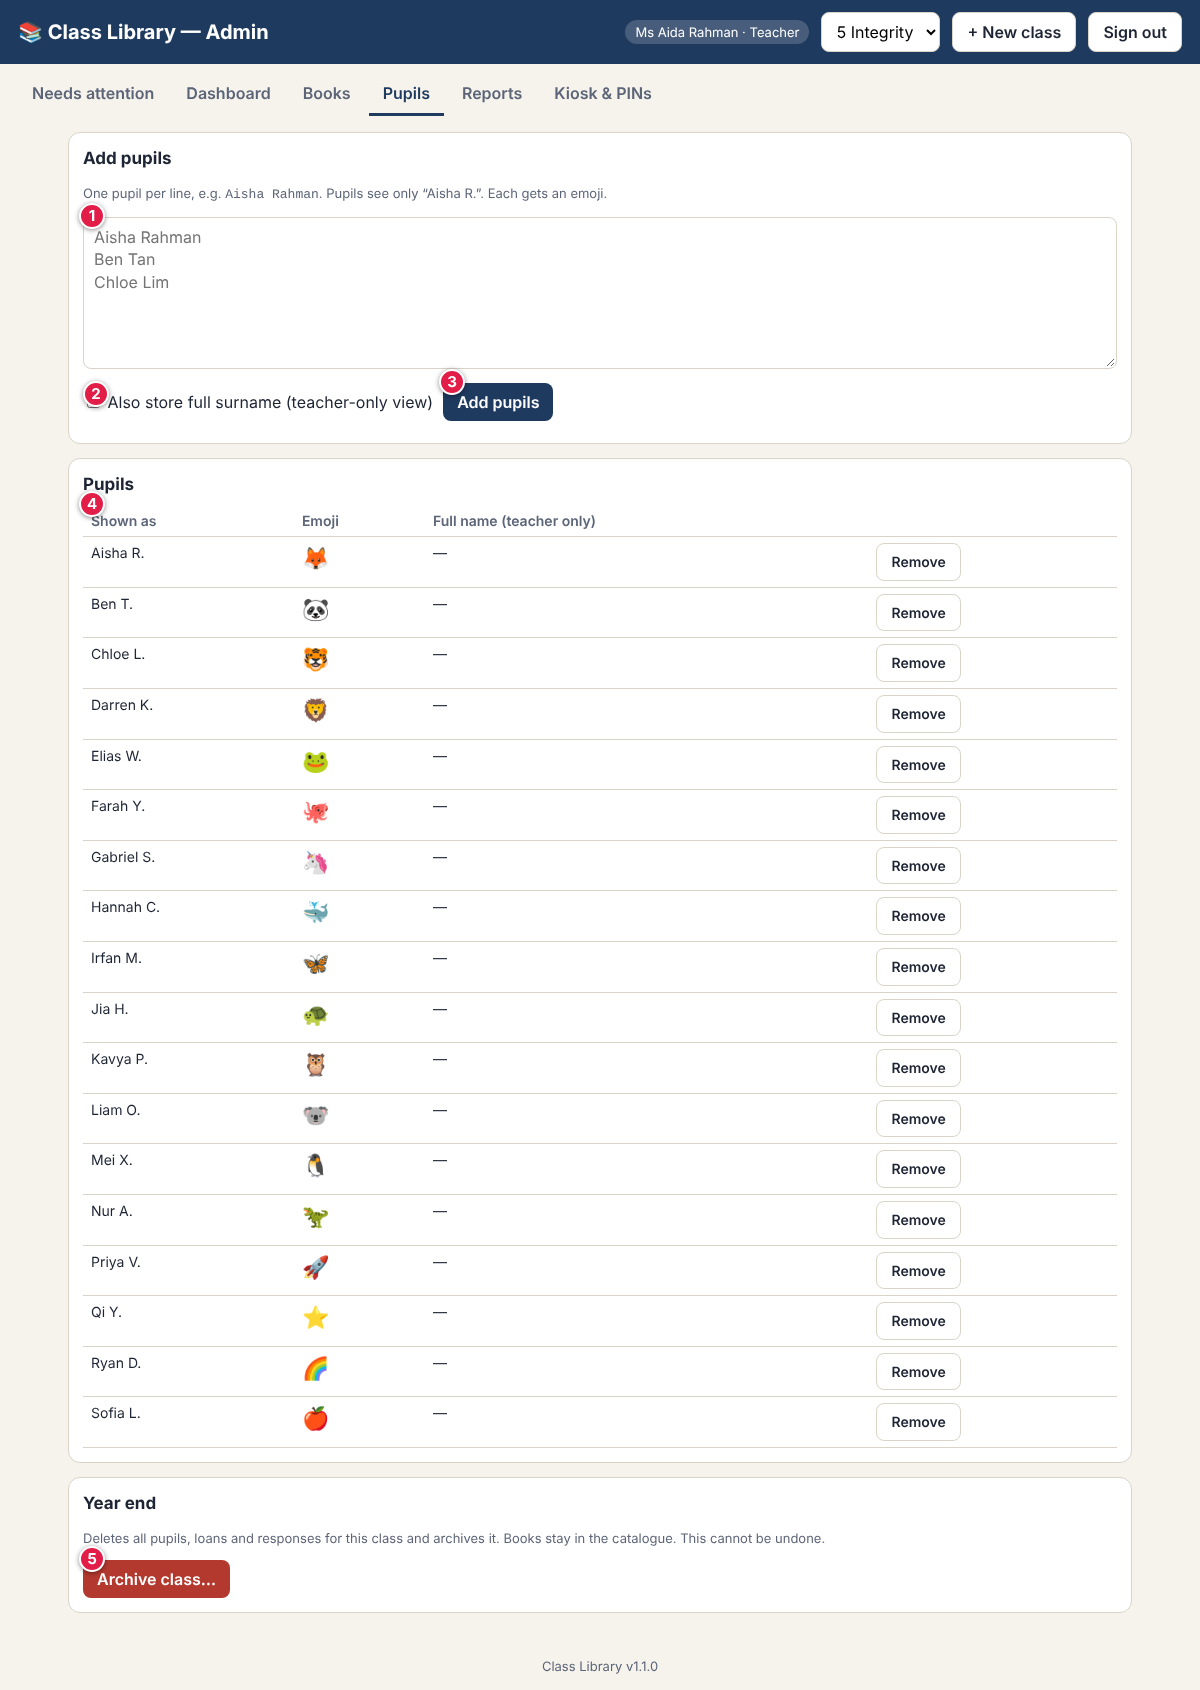 📚 Class Library — Admin
Ms Aida Rahman · Teacher
5 Integrity
+ New class
Sign out
Needs attention
Dashboard
Books
Pupils
Reports
Kiosk & PINs
Add pupils
One pupil per line, e.g. Aisha Rahman. Pupils see only “Aisha R.”. Each gets an emoji.
1
Aisha Rahman
Ben Tan
Chloe Lim
2
Also store full surname (teacher-only view)
3
Add pupils
Pupils
4
Shown as Emoji Full name (teacher only)
Aisha R. 🦊 — Remove
Ben T. 🐼 — Remove
Chloe L. 🐯 — Remove
Darren K. 🦁 — Remove
Elias W. 🐸 — Remove
Farah Y. 🐙 — Remove
Gabriel S. 🦄 — Remove
Hannah C. 🐳 — Remove
Irfan M. 🦋 — Remove
Jia H. 🐢 — Remove
Kavya P. 🦉 — Remove
Liam O. 🐨 — Remove
Mei X. 🐧 — Remove
Nur A. 🦖 — Remove
Priya V. 🚀 — Remove
Qi Y. ⭐ — Remove
Ryan D. 🌈 — Remove
Sofia L. 🍎 — Remove
Year end
Deletes all pupils, loans and responses for this class and archives it. Books stay in the catalogue. This cannot be undone.
5
Archive class…
Class Library v1.1.0